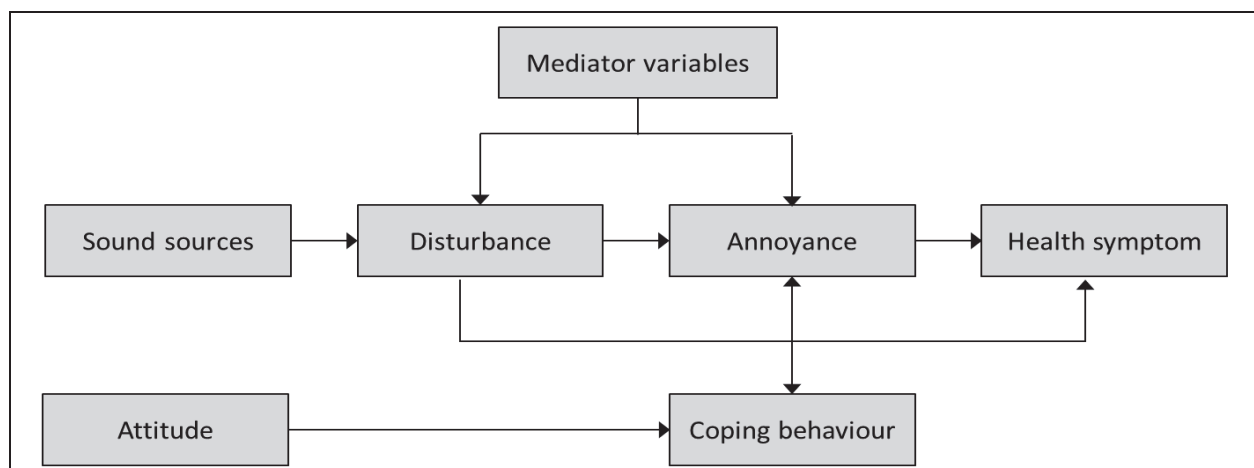 Mediator variables
Sound sources
Disturbance
Annoyance
Health symptom
Attitude
Coping behaviour